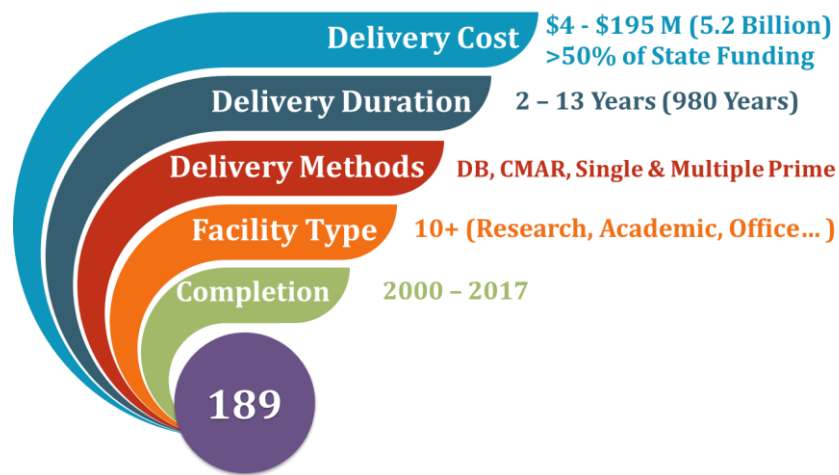 Delivery Cost
$4 - $195 M (5.2 Billion)
>50% of State Funding
Delivery Duration
2 – 13 Years (980 Years)
Delivery Methods
DB, CMAR, Single & Multiple Prime
Facility Type
10+ (Research, Academic, Office... )
Completion
2000 – 2017
189